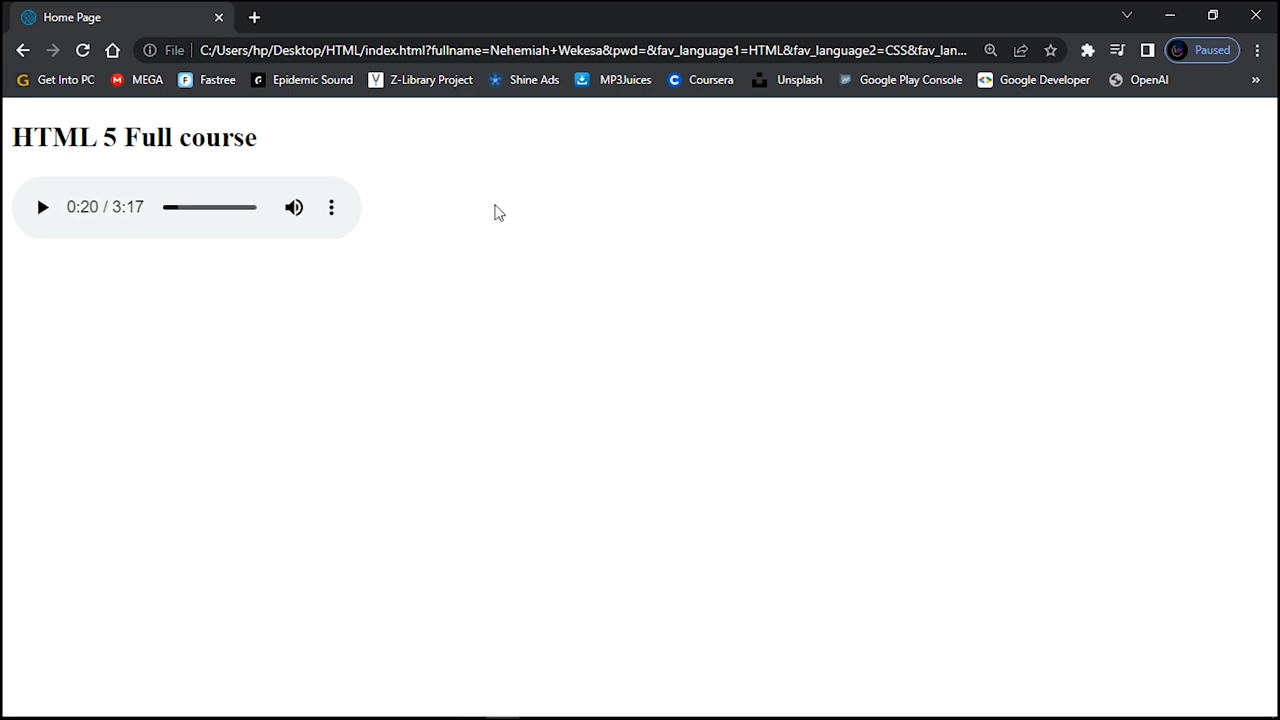 Home Page
File
C:/Users/hp/Desktop/HTML/index.html?fullname=Nehemiah+Wekesa&pwd=&fav_language1=HTML&fav_language2=CSS&fav_lan...
Paused
Get Into PC MEGA Fastree Epidemic Sound Z-Library Project Shine Ads MP3Juices Coursera Unsplash Google Play Console Google Developer OpenAI »
HTML 5 Full course
0:20 / 3:17